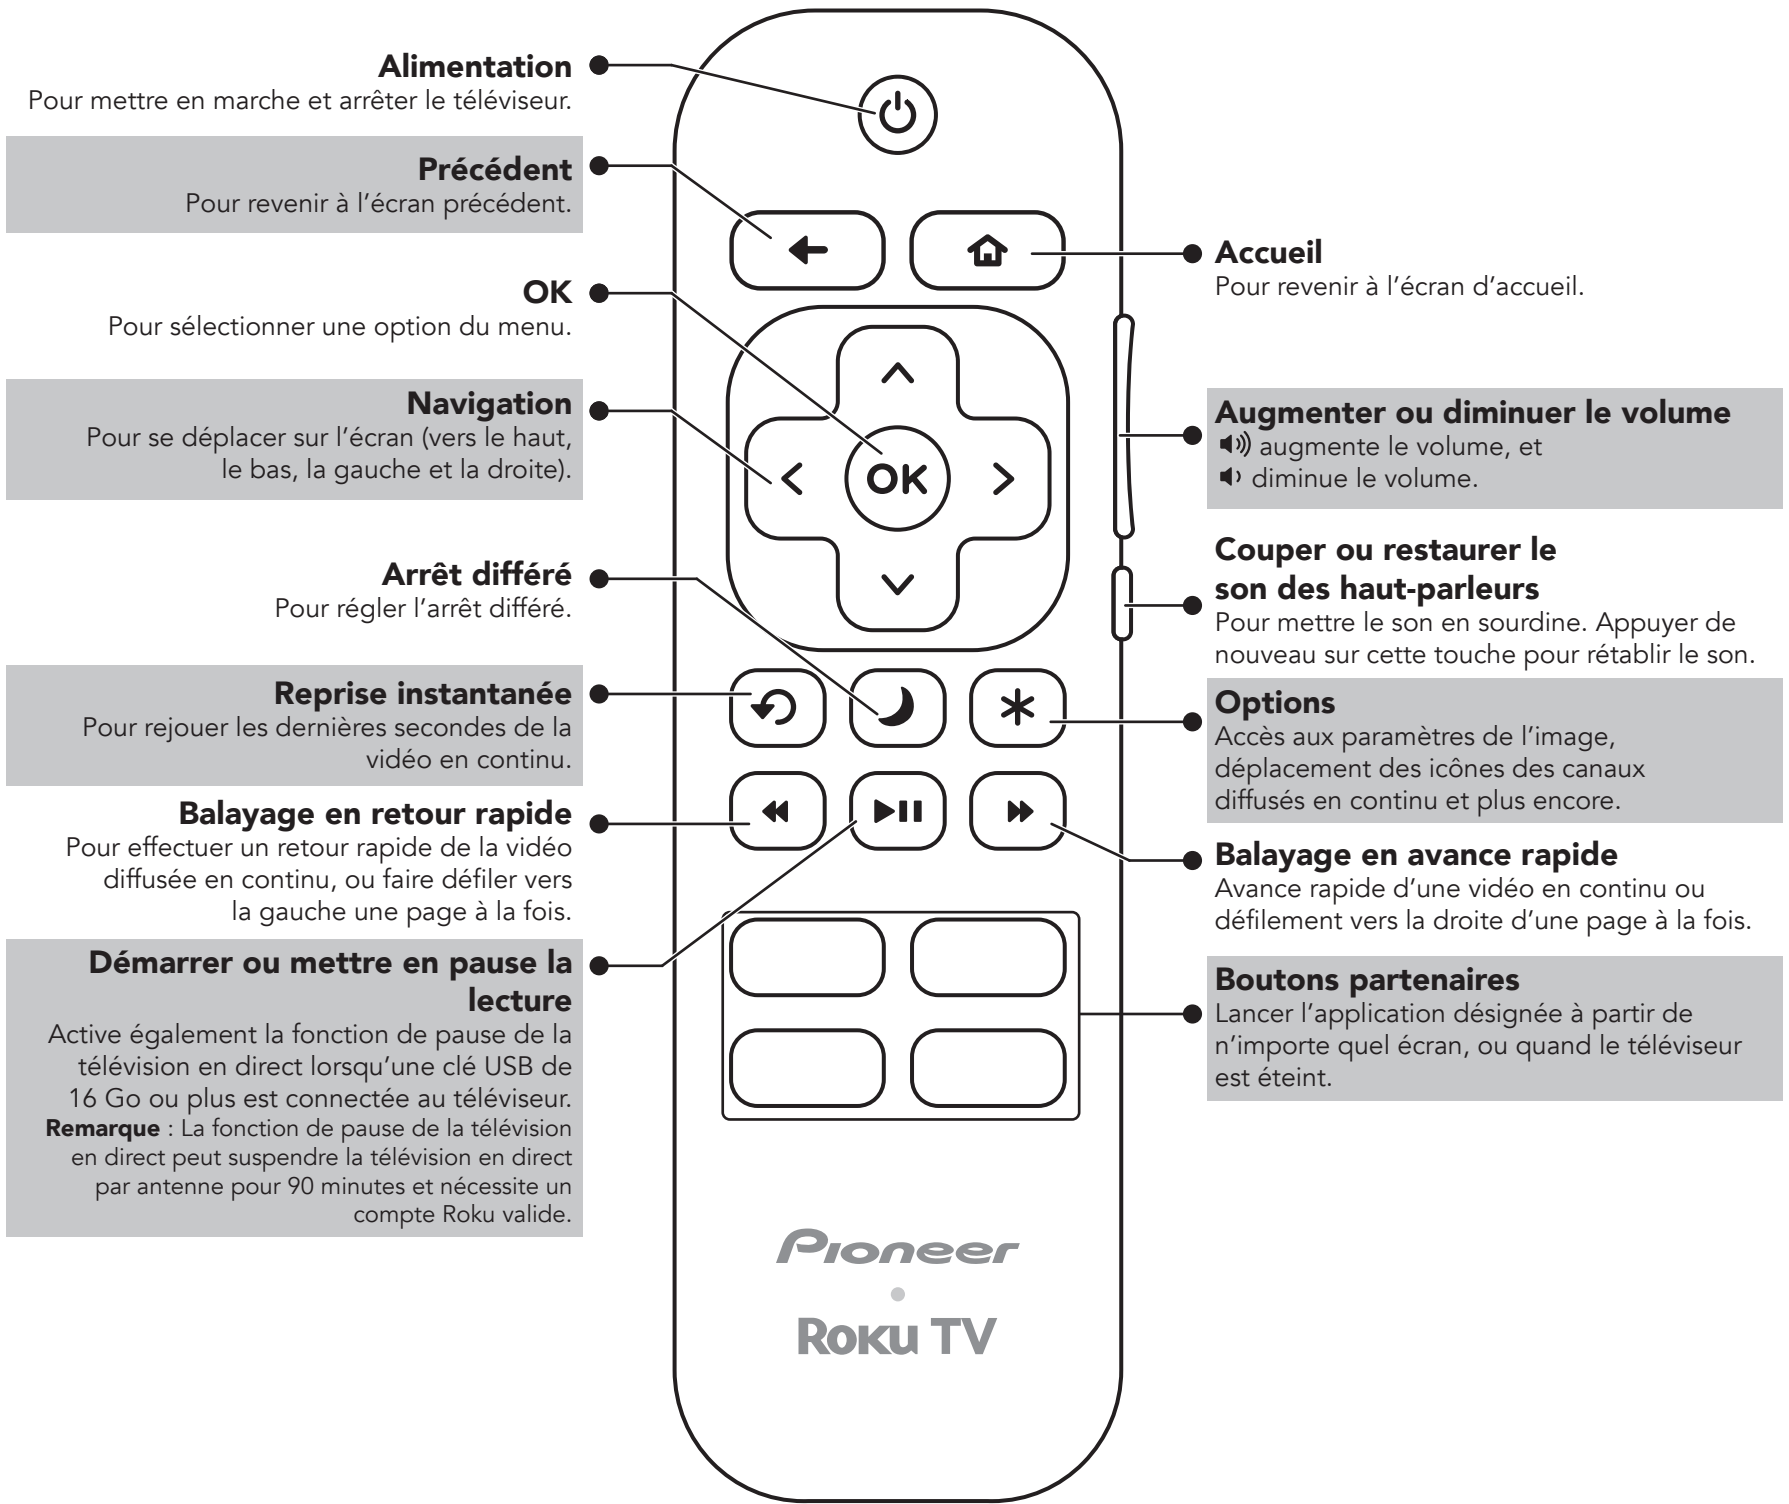 Alimentation
Pour mettre en marche et arrêter le téléviseur.
Précédent
Pour revenir à l’écran précédent.
OK
Pour sélectionner une option du menu.
Navigation
Pour se déplacer sur l’écran (vers le haut,
le bas, la gauche et la droite).
Arrêt différé
Pour régler l’arrêt différé.
Reprise instantanée
Pour rejouer les dernières secondes de la
vidéo en continu.
Balayage en retour rapide
Pour effectuer un retour rapide de la vidéo
diffusée en continu, ou faire défiler vers
la gauche une page à la fois.
Démarrer ou mettre en pause la
lecture
Active également la fonction de pause de la
télévision en direct lorsqu’une clé USB de
16 Go ou plus est connectée au téléviseur.
Remarque : La fonction de pause de la télévision
en direct peut suspendre la télévision en direct
par antenne pour 90 minutes et nécessite un
compte Roku valide.
OK
Pioneer
Roku TV
Accueil
Pour revenir à l’écran d’accueil.
Augmenter ou diminuer le volume
augmente le volume, et
diminue le volume.
Couper ou restaurer le
son des haut-parleurs
Pour mettre le son en sourdine. Appuyer de
nouveau sur cette touche pour rétablir le son.
Options
Accès aux paramètres de l’image,
déplacement des icônes des canaux
diffusés en continu et plus encore.
Balayage en avance rapide
Avance rapide d’une vidéo en continu ou
défilement vers la droite d’une page à la fois.
Boutons partenaires
Lancer l’application désignée à partir de
n’importe quel écran, ou quand le téléviseur
est éteint.